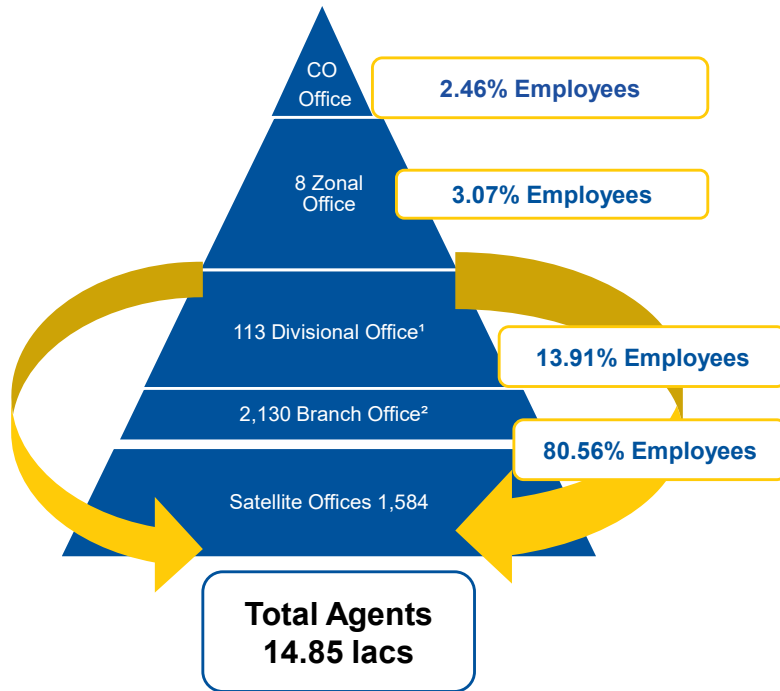 CO
Office
2.46% Employees
8 Zonal
Office
3.07% Employees
113 Divisional Office¹
13.91% Employees
2,130 Branch Office²
80.56% Employees
Satellite Offices 1,584
Total Agents
14.85 lacs